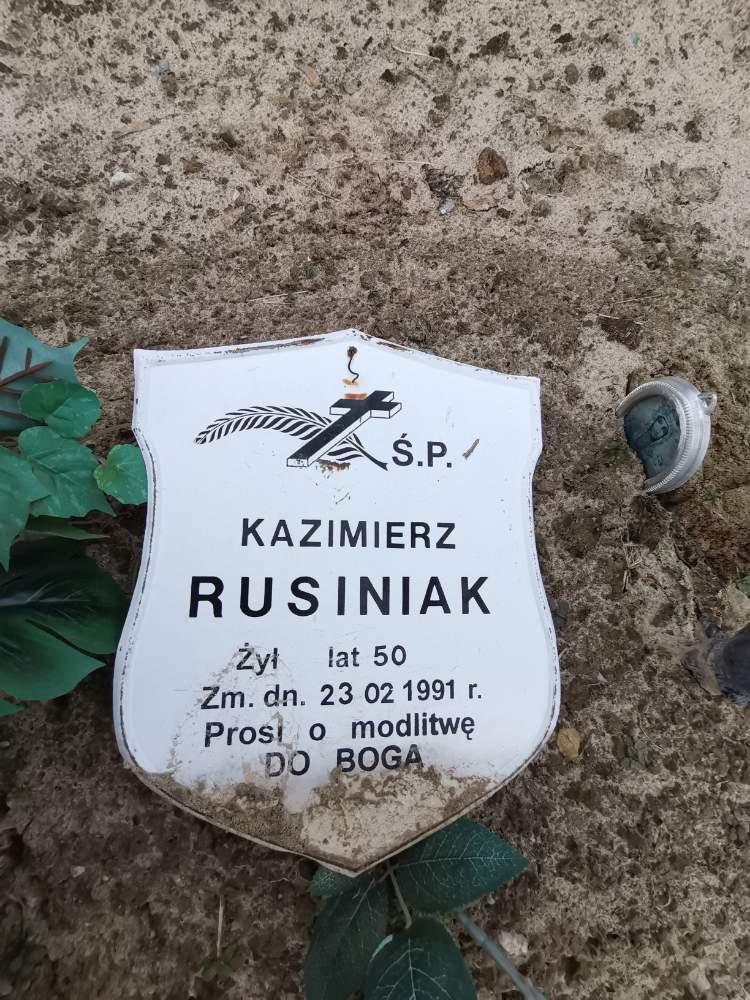 Ś.P.
KAZIMIERZ
RUSINIAK
Żył lat 50
Zm. dn. 23 02 1991 r.
Prosi o modlitwę
DO BOGA